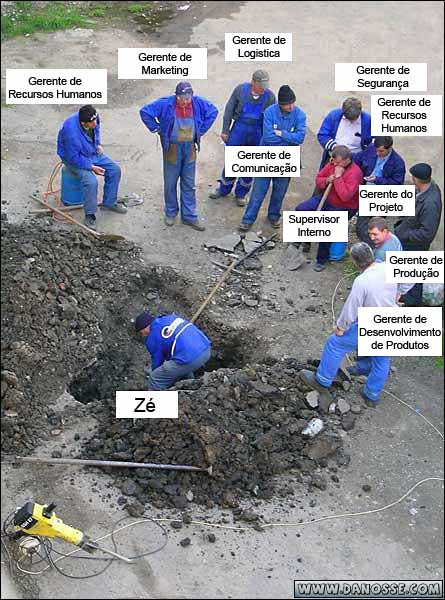 Gerente de
Logistica
Gerente de
Marketing
Gerente de
Segurança
Gerente de
Recursos Humanos
Gerente de
Recursos
Humanos
Gerente de
Comunicação
Gerente do
Projeto
Supervisor
Interno
Gerente de
Produção
Gerente de
Desenvolvimento
de Produtos
Zé
WWW.DANOSSE.COM